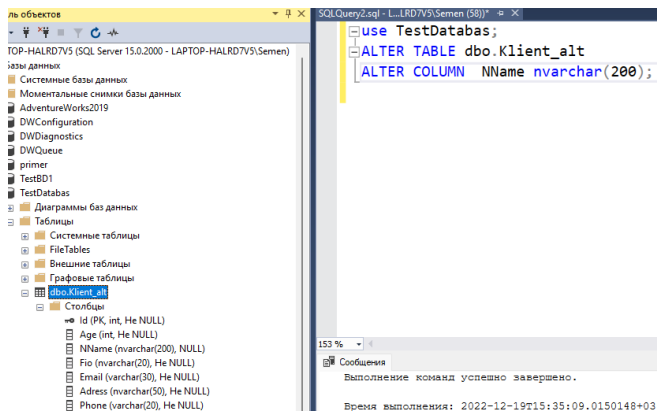 ль объектов
SQLQuery2.sql - L...LRD7V5\Semen (58))*
TOP-HALRD7V5 (SQL Server 15.0.2000 - LAPTOP-HALRD7V5\Semen)
Базы данных
Системные базы данных
Моментальные снимки базы данных
AdventureWorks2019
DWConfiguration
DWDiagnostics
DWQueue
primer
TestBD1
TestDatabas
Диаграммы баз данных
Таблицы
Системные таблицы
FileTables
Внешние таблицы
Графовые таблицы
dbo.Klient_alt
Столбцы
Id (PK, int, Не NULL)
Age (int, Не NULL)
NName (nvarchar(200), NULL)
Fio (nvarchar(20), Не NULL)
Email (varchar(30), Не NULL)
Adress (nvarchar(50), Не NULL)
Phone (varchar(20), Не NULL)
use TestDatabas;
ALTER TABLE dbo.Klient_alt
ALTER COLUMN NName nvarchar(200);
153 %
Сообщения
Выполнение команд успешно завершено.
Время выполнения: 2022-12-19T15:35:09.0150148+03